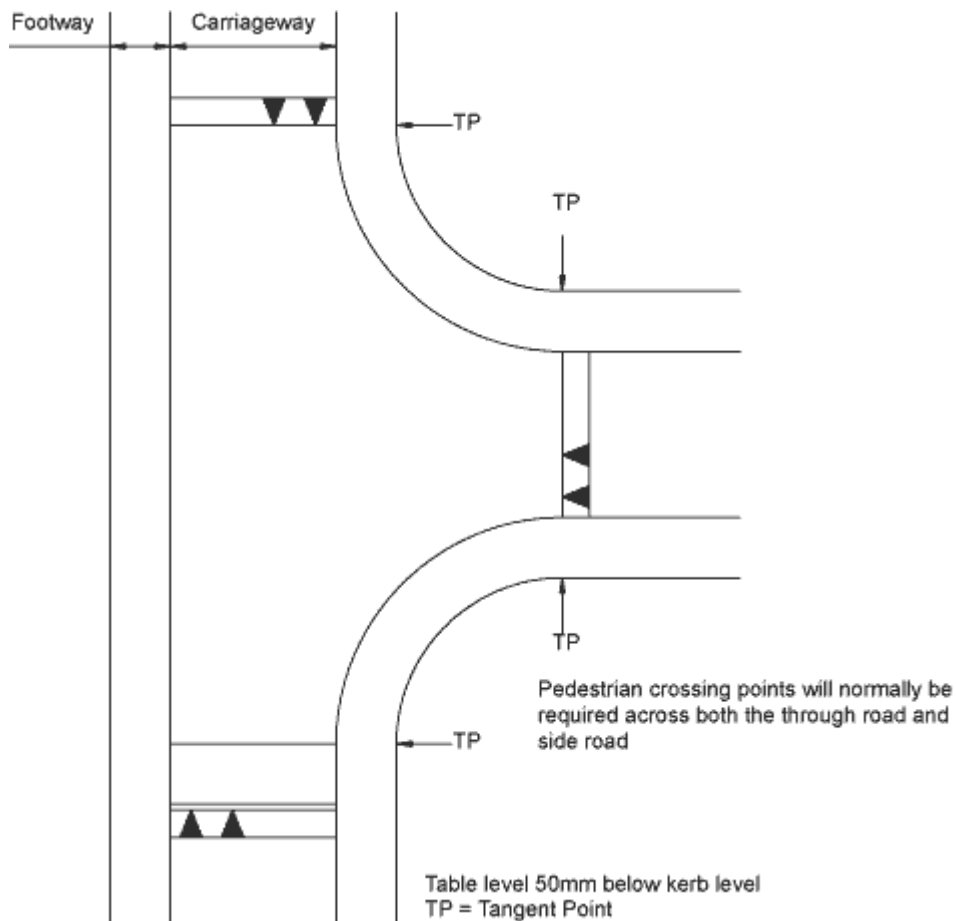 Footway
Carriageway
TP
TP
TP
Pedestrian crossing points will normally be
required across both the through road and
side road
TP
Table level 50mm below kerb level
TP = Tangent Point